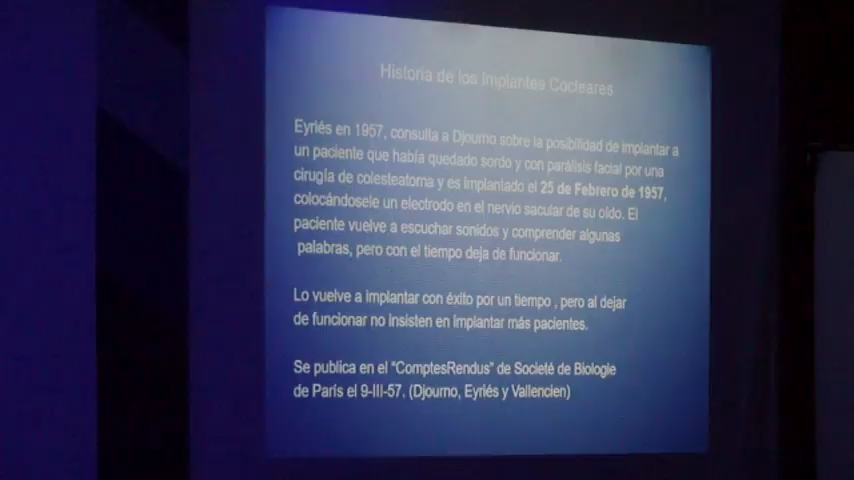 Historia de los Implantes Cocleares
Eyriés en 1957, consulta a Djourno sobre la posibilidad de implantar a
un paciente que había quedado sordo y con parálisis facial por una
cirugía de colesteatoma y es implantado el 25 de Febrero de 1957,
colocándosele un electrodo en el nervio sacular de su oído. El
paciente vuelve a escuchar sonidos y comprender algunas
palabras, pero con el tiempo deja de funcionar.
Lo vuelve a implantar con éxito por un tiempo , pero al dejar
de funcionar no insisten en implantar más pacientes.
Se publica en el “ComptesRendus” de Societé de Biologie
de París el 9-III-57. (Djourno, Eyriés y Vallencien)